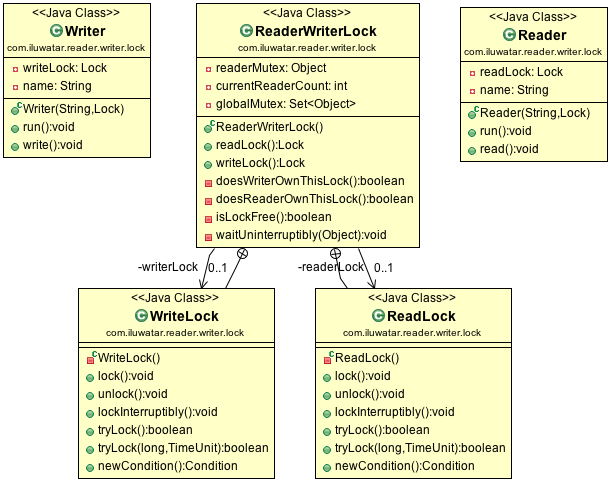 <<Java Class>>
Writer
com.iluwatar.reader.writer.lock
writeLock: Lock
name: String
Writer(String,Lock)
run():void
write():void
<<Java Class>>
ReaderWriterLock
com.iluwatar.reader.writer.lock
readerMutex: Object
currentReaderCount: int
globalMutex: Set<Object>
ReaderWriterLock()
readLock():Lock
writeLock():Lock
doesWriterOwnThisLock():boolean
doesReaderOwnThisLock():boolean
isLockFree():boolean
waitUninterruptibly(Object):void
<<Java Class>>
Reader
com.iluwatar.reader.writer.lock
readLock: Lock
name: String
Reader(String,Lock)
run():void
read():void
-writerLock 0..1
-readerLock 0..1
<<Java Class>>
WriteLock
com.iluwatar.reader.writer.lock
WriteLock()
lock():void
unlock():void
lockInterruptibly():void
tryLock():boolean
tryLock(long,TimeUnit):boolean
newCondition():Condition
<<Java Class>>
ReadLock
com.iluwatar.reader.writer.lock
ReadLock()
lock():void
unlock():void
lockInterruptibly():void
tryLock():boolean
tryLock(long,TimeUnit):boolean
newCondition():Condition